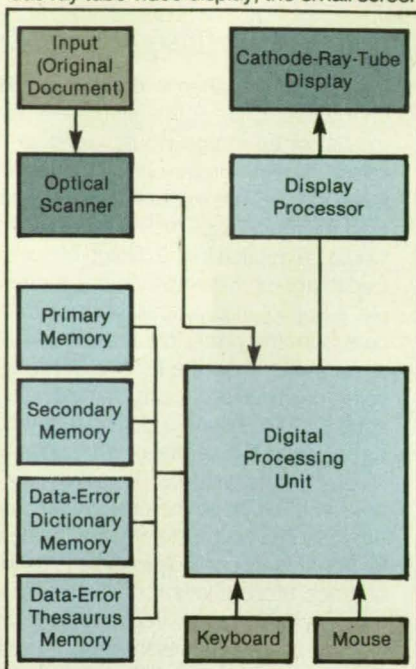 Input
(Original
Document)
Cathode-Ray-Tube
Display
Optical
Scanner
Display
Processor
Primary
Memory
Secondary
Memory
Digital
Processing
Unit
Data-Error
Dictionary
Memory
Data-Error
Thesaurus
Memory
Keyboard
Mouse